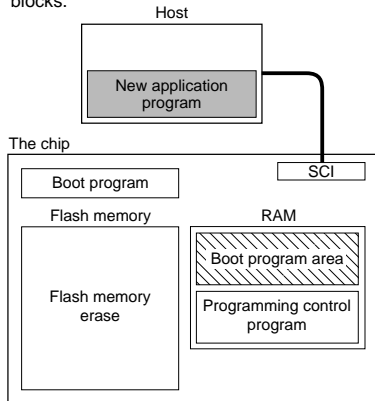 blocks.
Host
New application
program
The chip
SCI
Boot program
Flash memory
RAM
Boot program area
Flash memory
erase
Programming control
program